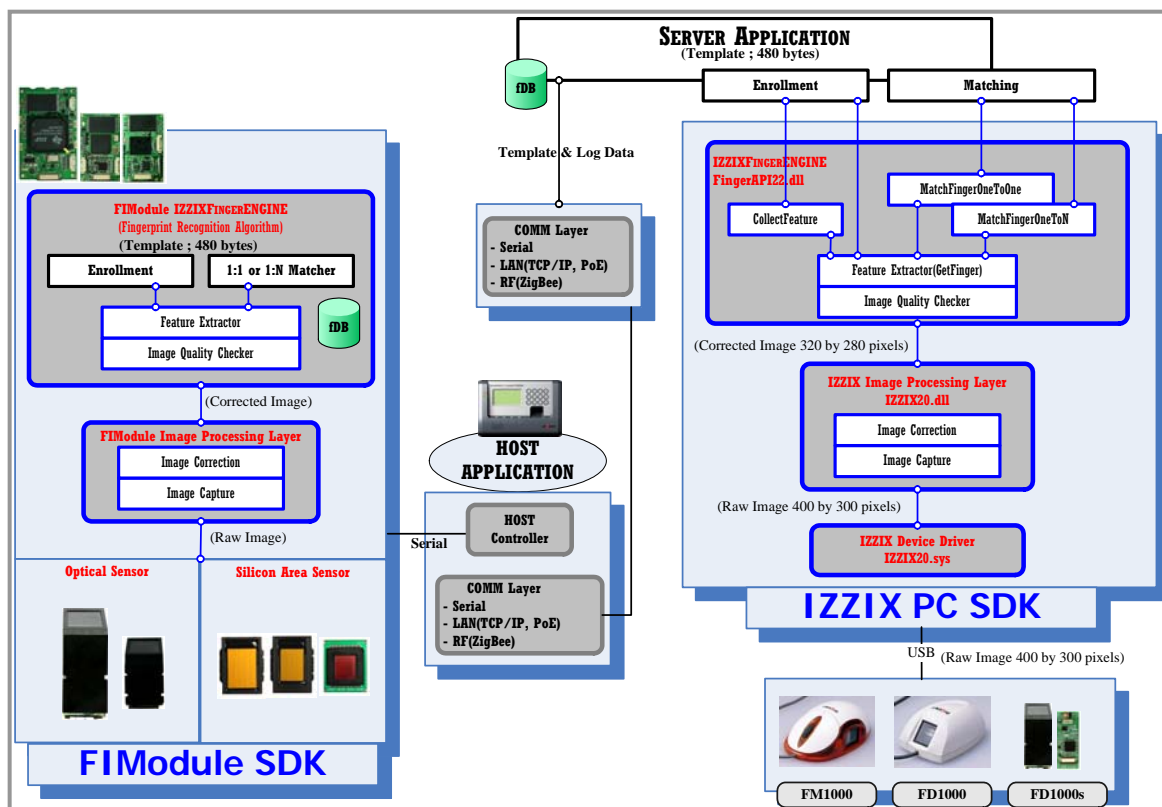 SERVER APPLICATION
(Template ; 480 bytes)
fDB
Enrollment
Matching
Template & Log Data
COMM Layer
- Serial
- LAN(TCP/IP, PoE)
- RF(ZigBee)
FIModule IZZIXFINGERENGINE
(Fingerprint Recognition Algorithm)
(Template ; 480 bytes)
Enrollment
1:1 or 1:N Matcher
Feature Extractor
Image Quality Checker
fDB
(Corrected Image)
FIModule Image Processing Layer
Image Correction
Image Capture
(Raw Image)
Optical Sensor
Silicon Area Sensor
FIModule SDK
HOST
APPLICATION
Serial
HOST
Controller
COMM Layer
- Serial
- LAN(TCP/IP, PoE)
- RF(ZigBee)
IZZIXFINGERENGINE
FingerAPI22.dll
CollectFeature
MatchFingerOneToOne
MatchFingerOneToN
Feature Extractor(GetFinger)
Image Quality Checker
(Corrected Image 320 by 280 pixels)
IZZIX Image Processing Layer
IZZIX20.dll
Image Correction
Image Capture
(Raw Image 400 by 300 pixels)
IZZIX Device Driver
IZZIX20.sys
IZZIX PC SDK
USB
(Raw Image 400 by 300 pixels)
FM1000
FD1000
FD1000s